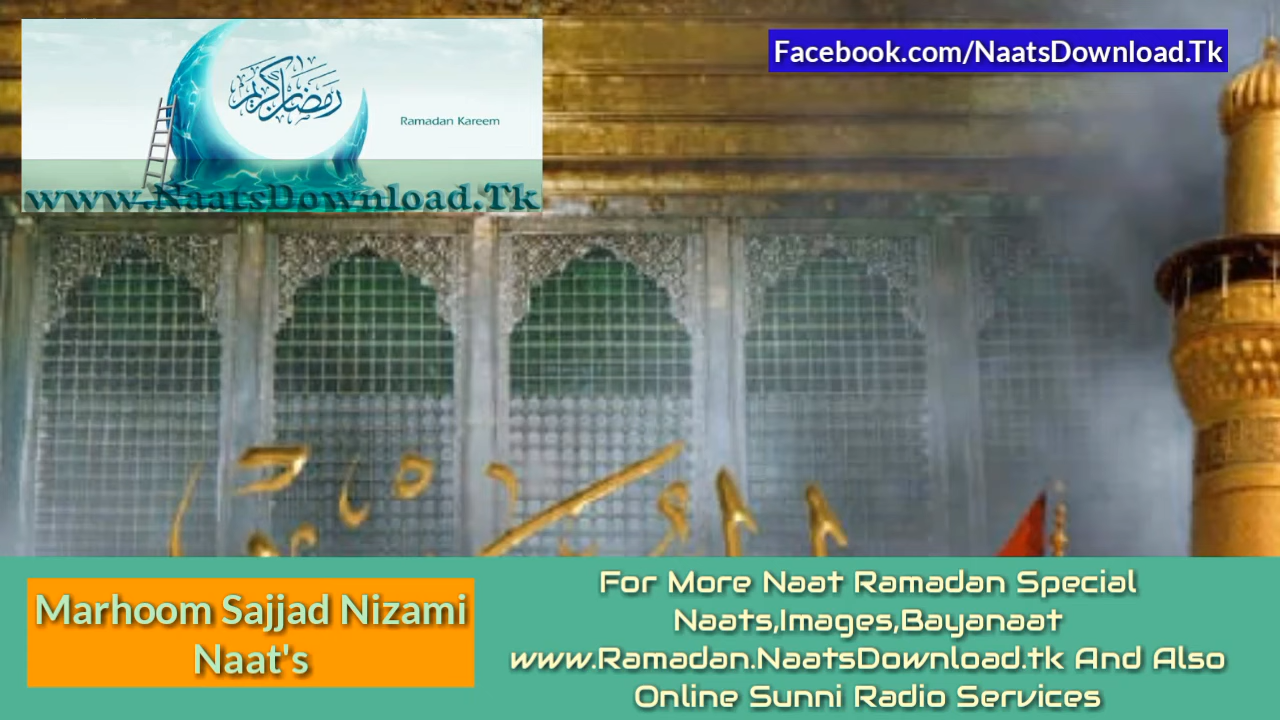 Facebook.com/NaatsDownload.Tk
رمضان كريم
Ramadan Kareem
www.NaatsDownload.Tk
Marhoom Sajjad Nizami
Naat's
For More Naat Ramadan Special
Naats,Images,Bayanaat
www.Ramadan.NaatsDownload.tk And Also
Online Sunni Radio Services